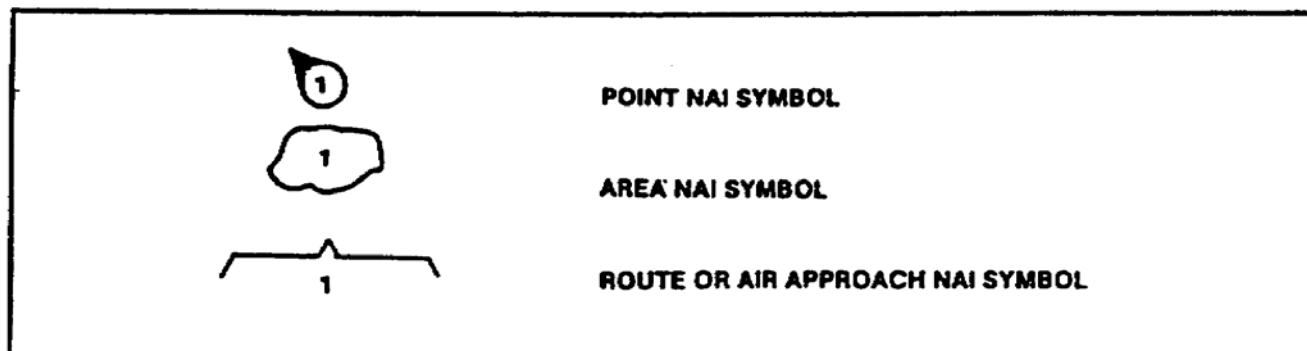 1 POINT NAI SYMBOL
1 AREA NAI SYMBOL
1 ROUTE OR AIR APPROACH NAI SYMBOL